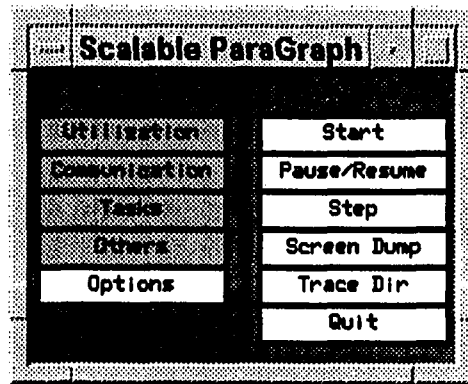 Scalable ParaGraph
Utilization
Communication
Tasks
Others
Options
Start
Pause/Resume
Step
Screen Dump
Trace Dir
Quit